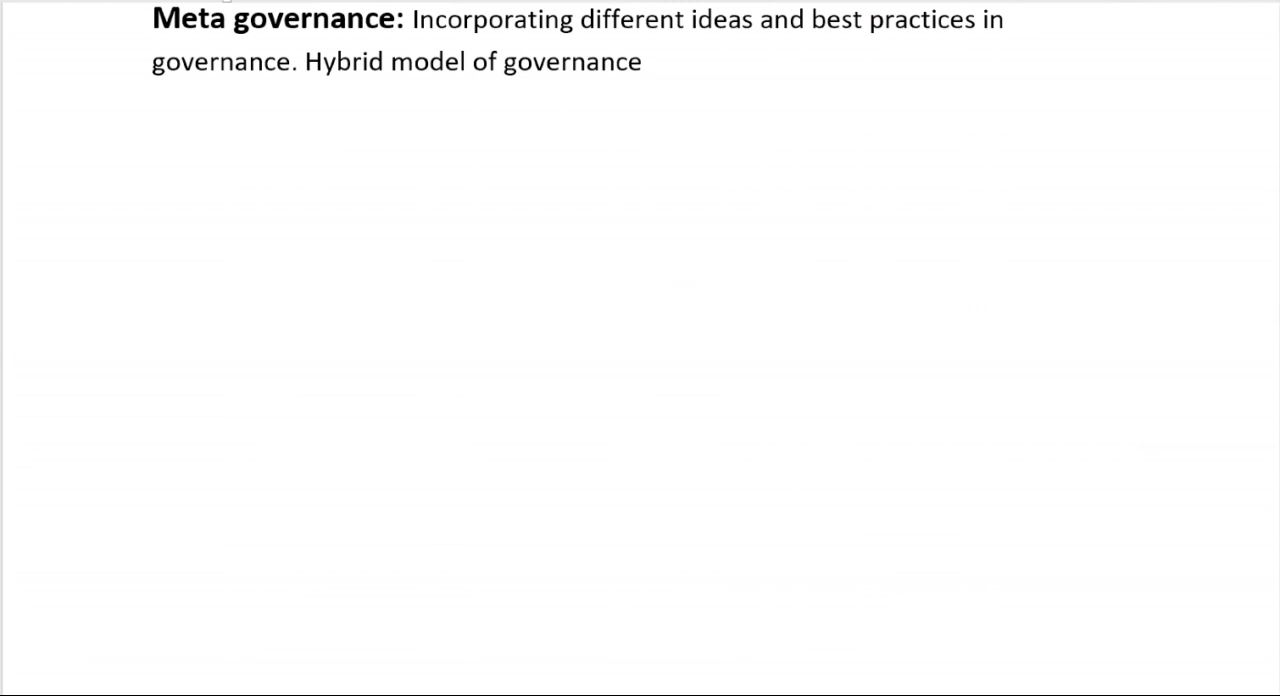 Meta governance: Incorporating different ideas and best practices in
governance. Hybrid model of governance